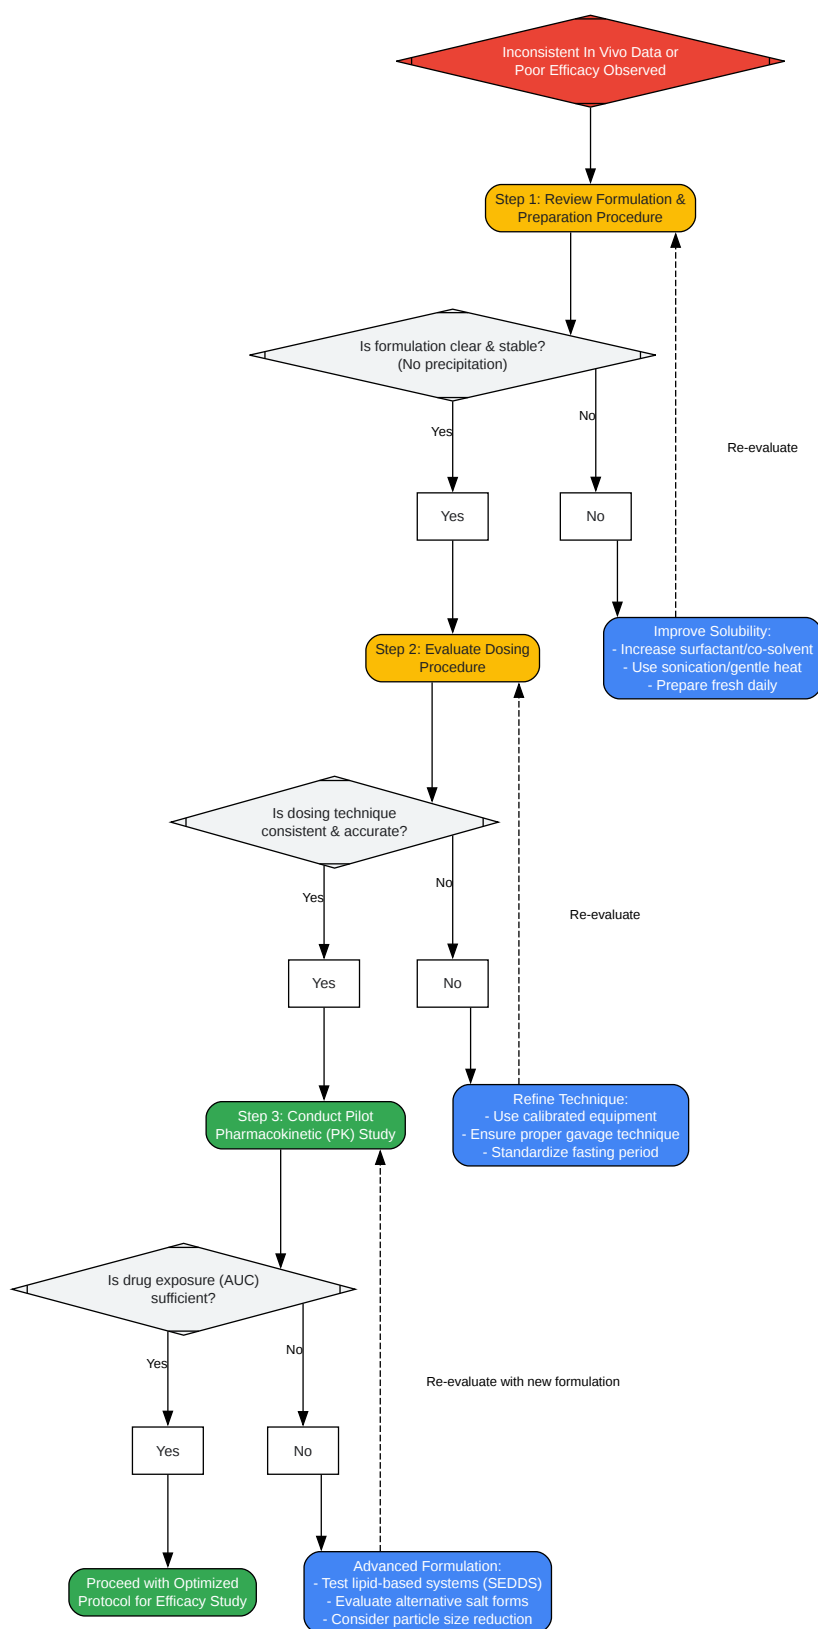 Inconsistent In Vivo Data or
Poor Efficacy Observed
Step 1: Review Formulation &
Preparation Procedure
Is formulation clear & stable?
(No precipitation)
No
Yes
Re-evaluate
Yes
No
Improve Solubility:
- Increase surfactant/co-solvent
- Use sonication/gentle heat
- Prepare fresh daily
Step 2: Evaluate Dosing
Procedure
Is dosing technique
consistent & accurate?
No
Yes
Re-evaluate
Yes
No
Refine Technique:
- Use calibrated equipment
- Ensure proper gavage technique
- Standardize fasting period
Step 3: Conduct Pilot
Pharmacokinetic (PK) Study
Is drug exposure (AUC)
sufficient?
No
Yes
Re-evaluate with new formulation
Yes
No
Proceed with Optimized
Protocol for Efficacy Study
Advanced Formulation:
- Test lipid-based systems (SEDDS)
- Evaluate alternative salt forms
- Consider particle size reduction